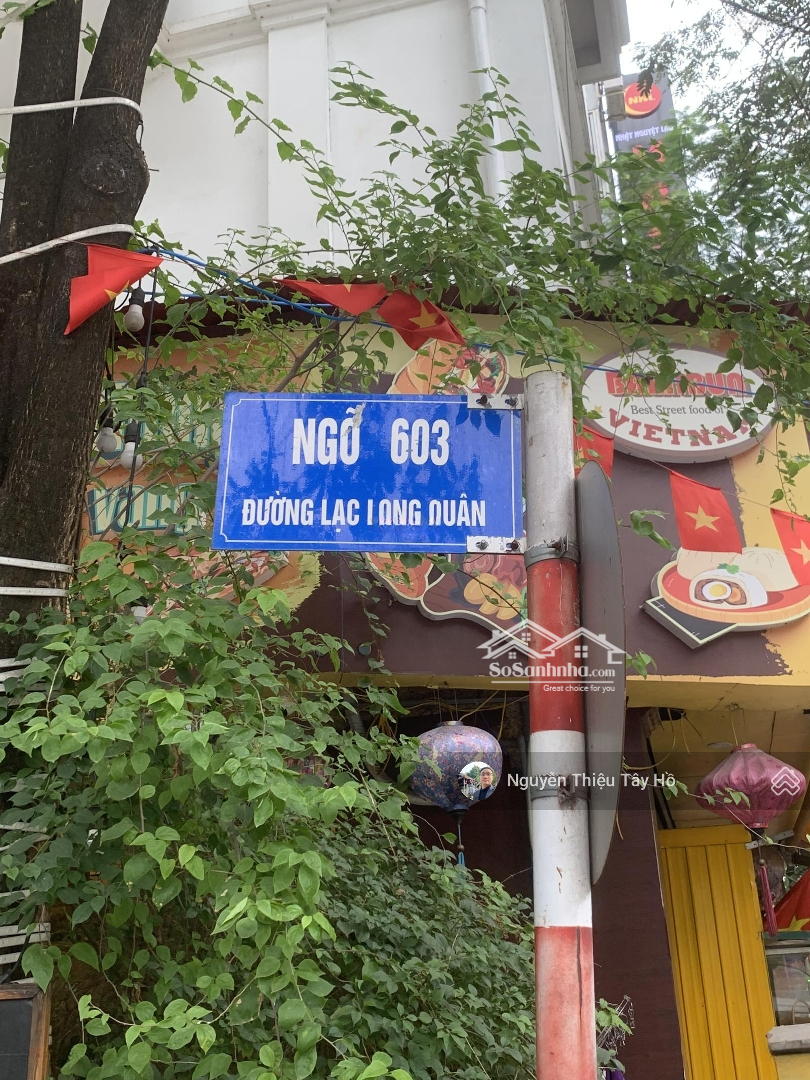 NGÕ 603
ĐƯỜNG LẠC LONG QUÂN
Best Street food of
VIETNA
SoSanhnha.com
Great choice for you
Nguyễn Thiệu Tây Hồ